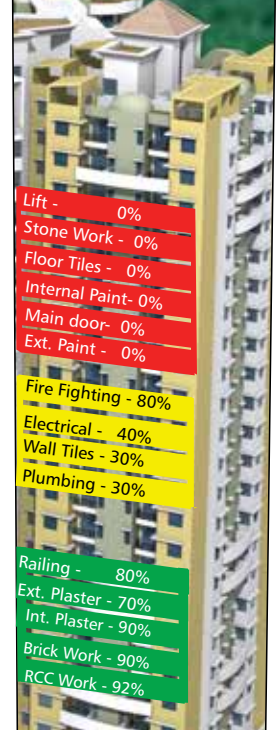 Lift - 0%
Stone Work - 0%
Floor Tiles - 0%
Internal Paint- 0%
Main door- 0%
Ext. Paint - 0%
Fire Fighting - 80%
Electrical - 40%
Wall Tiles - 30%
Plumbing - 30%
Railing - 80%
Ext. Plaster - 70%
Int. Plaster - 90%
Brick Work - 90%
RCC Work - 92%